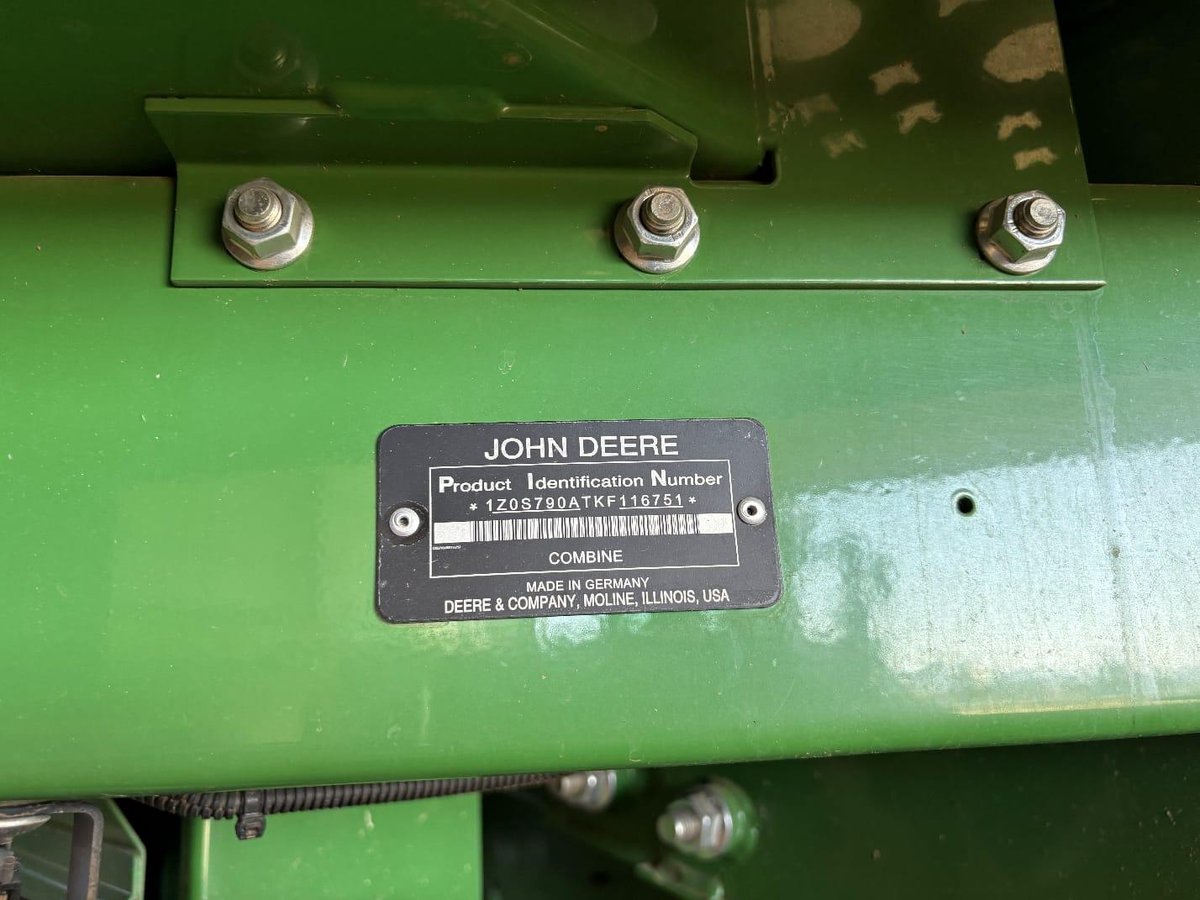 JOHN DEERE
Product Identification Number
*1Z0S790ATKF116751*
COMBINE
MADE IN GERMANY
DEERE & COMPANY, MOLINE, ILLINOIS, USA